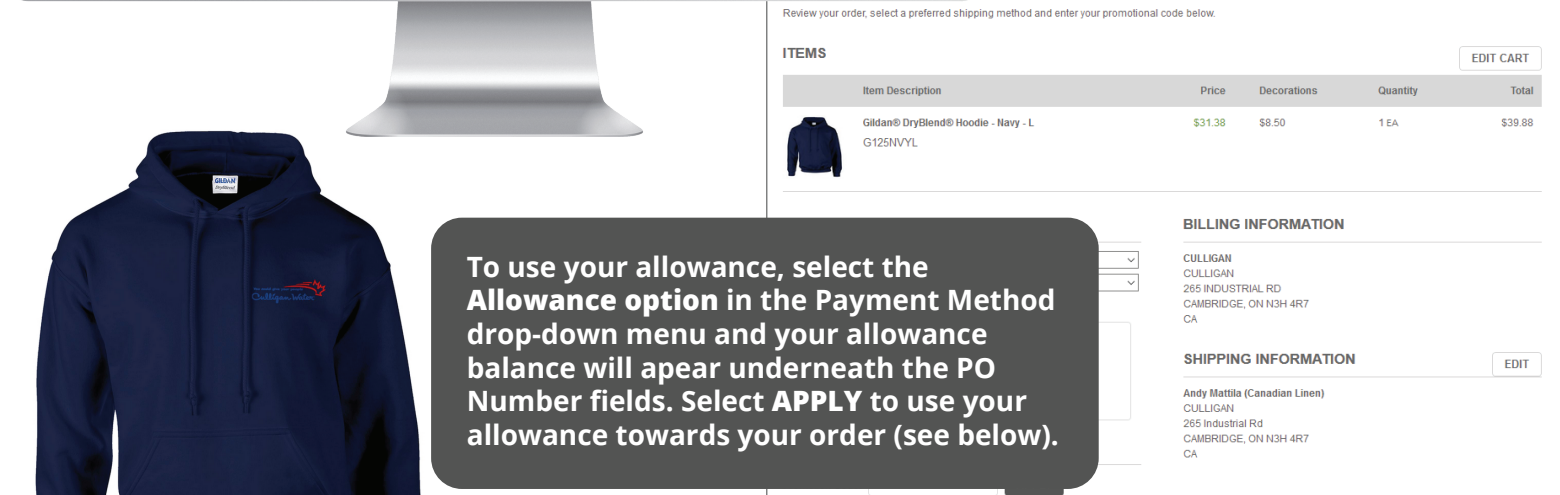 Review your order, select a preferred shipping method and enter your promotional code below.
ITEMS
EDIT CART
Item Description Price Decorations Quantity Total
Gildan® DryBlend® Hoodie - Navy - L $31.38 $8.50 1 EA $39.88
G125NVYL
GILDAN
DryBlend
Culligan Water
To use your allowance, select the
Allowance option in the Payment Method
drop-down menu and your allowance
balance will apear underneath the PO
Number fields. Select APPLY to use your
allowance towards your order (see below).
BILLING INFORMATION
CULLIGAN
CULLIGAN
265 INDUSTRIAL RD
CAMBRIDGE, ON N3H 4R7
CA
SHIPPING INFORMATION
EDIT
Andy Mattila (Canadian Linen)
CULLIGAN
265 Industrial Rd
CAMBRIDGE, ON N3H 4R7
CA